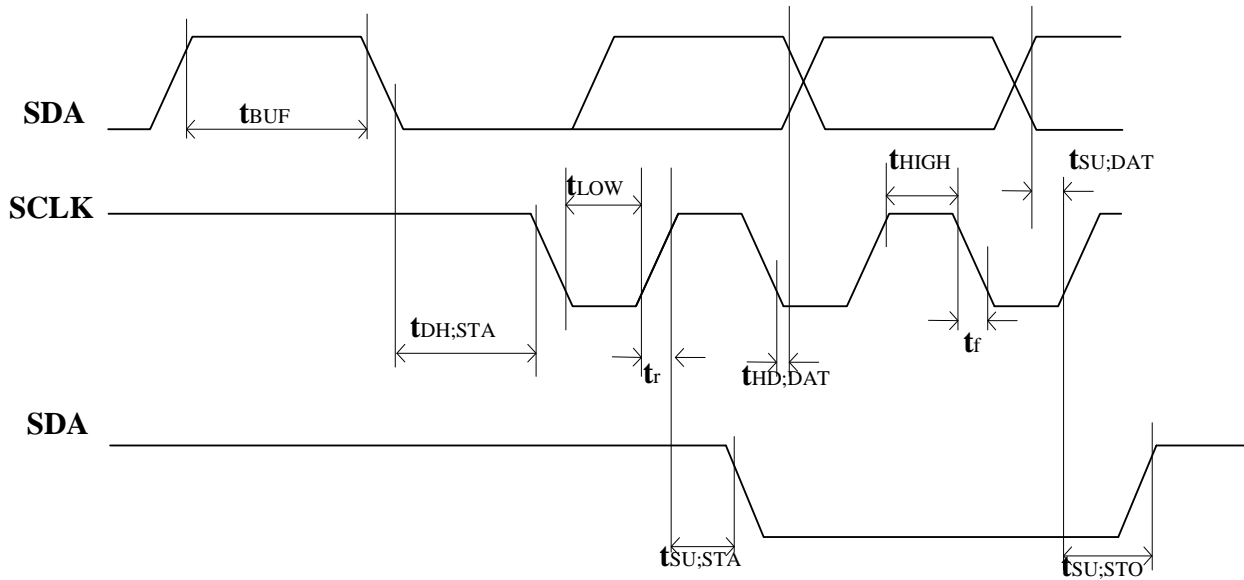 SDA
tBUF
tHIGH
tSU;DAT
tLOW
SCLK
tDH;STA
tr
tHD;DAT
tf
SDA
tSU;STA
tSU;STO